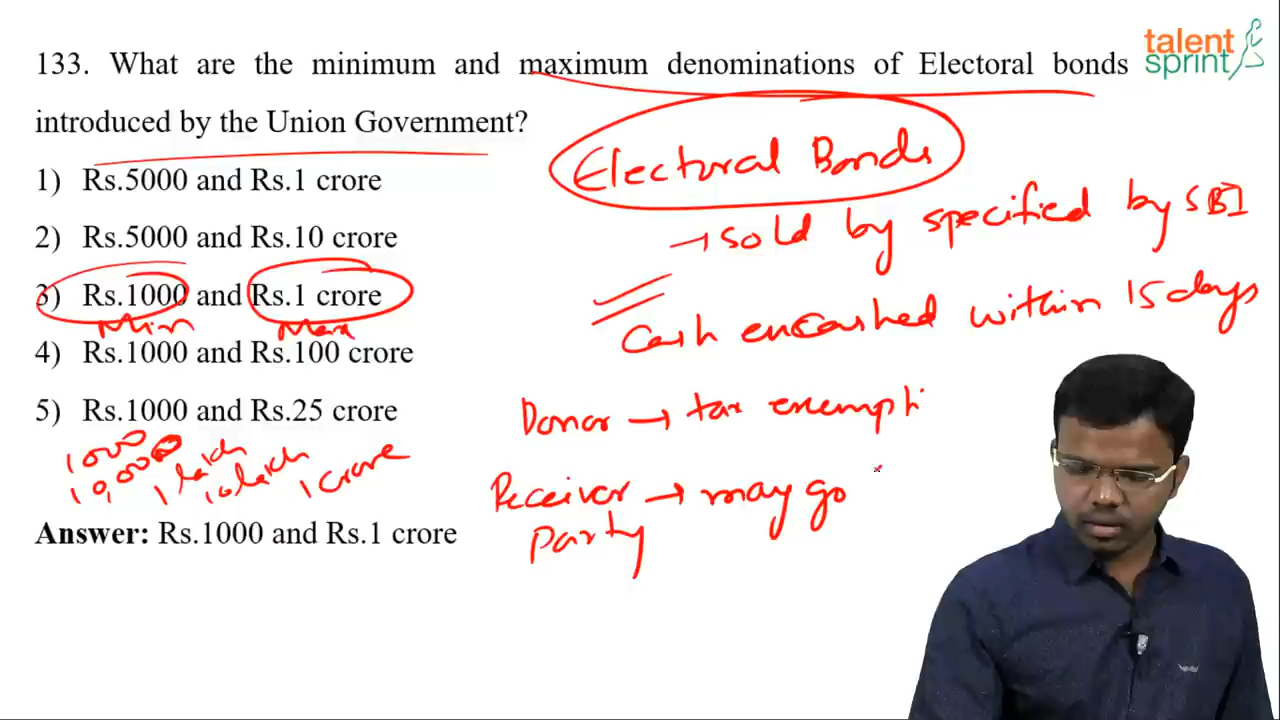 talent
sprint
133. What are the minimum and maximum denominations of Electoral bonds
introduced by the Union Government?
Electoral Bonds
1) Rs.5000 and Rs.1 crore
→ sold by specified by SBI
2) Rs.5000 and Rs.10 crore
3) Rs.1000 and Rs.1 crore
Min Max
Cash encashed within 15 days
4) Rs.1000 and Rs.100 crore
5) Rs.1000 and Rs.25 crore
Donor → tax exempti
1000
10,000 1 lakh 10 lakh 1 crore
Receiver → may go
party
Answer: Rs.1000 and Rs.1 crore